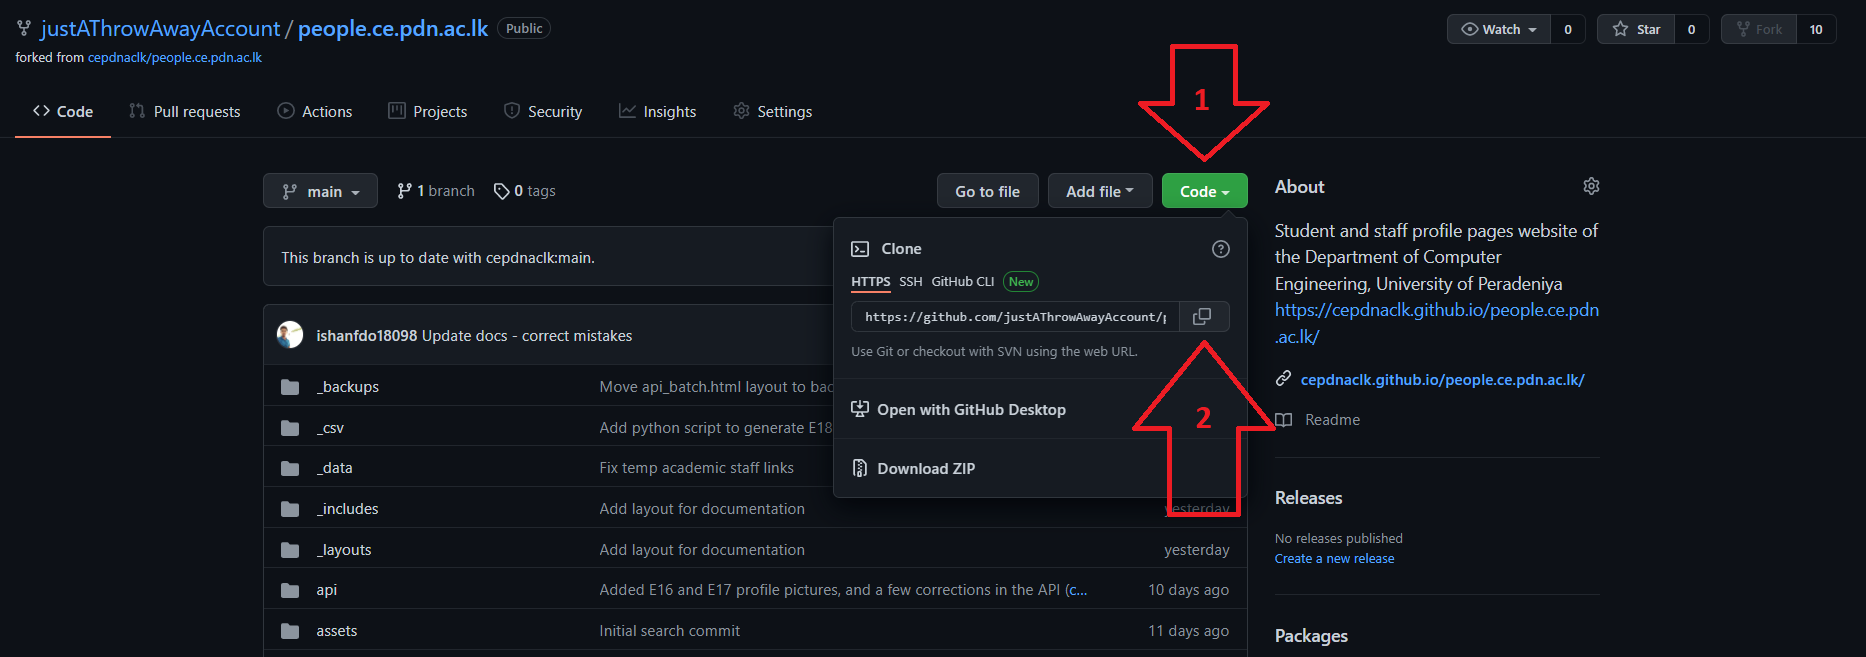 justAThrowAwayAccount / people.ce.pdn.ac.lk Public
Watch 0 Star 0 Fork 10
forked from cepdnaclk/people.ce.pdn.ac.lk
Code Pull requests Actions Projects Security Insights Settings
1
main 1 branch 0 tags Go to file Add file Code
This branch is up to date with cepdnaclk:main.
Clone
HTTPS SSH GitHub CLI New
https://github.com/justAThrowAwayAccount/
Use Git or checkout with SVN using the web URL.
Open with GitHub Desktop
2
Download ZIP
ishanfdo18098 Update docs - correct mistakes
_backups Move api_batch.html layout to bac
_csv Add python script to generate E18
_data Fix temp academic staff links
_includes Add layout for documentation yesterday
_layouts Add layout for documentation yesterday
api Added E16 and E17 profile pictures, and a few corrections in the API (c... 10 days ago
assets Initial search commit 11 days ago
About
Student and staff profile pages website of
the Department of Computer
Engineering, University of Peradeniya
https://cepdnaclk.github.io/people.ce.pdn
.ac.lk/
cepdnaclk.github.io/people.ce.pdn.ac.lk/
Readme
Releases
No releases published
Create a new release
Packages